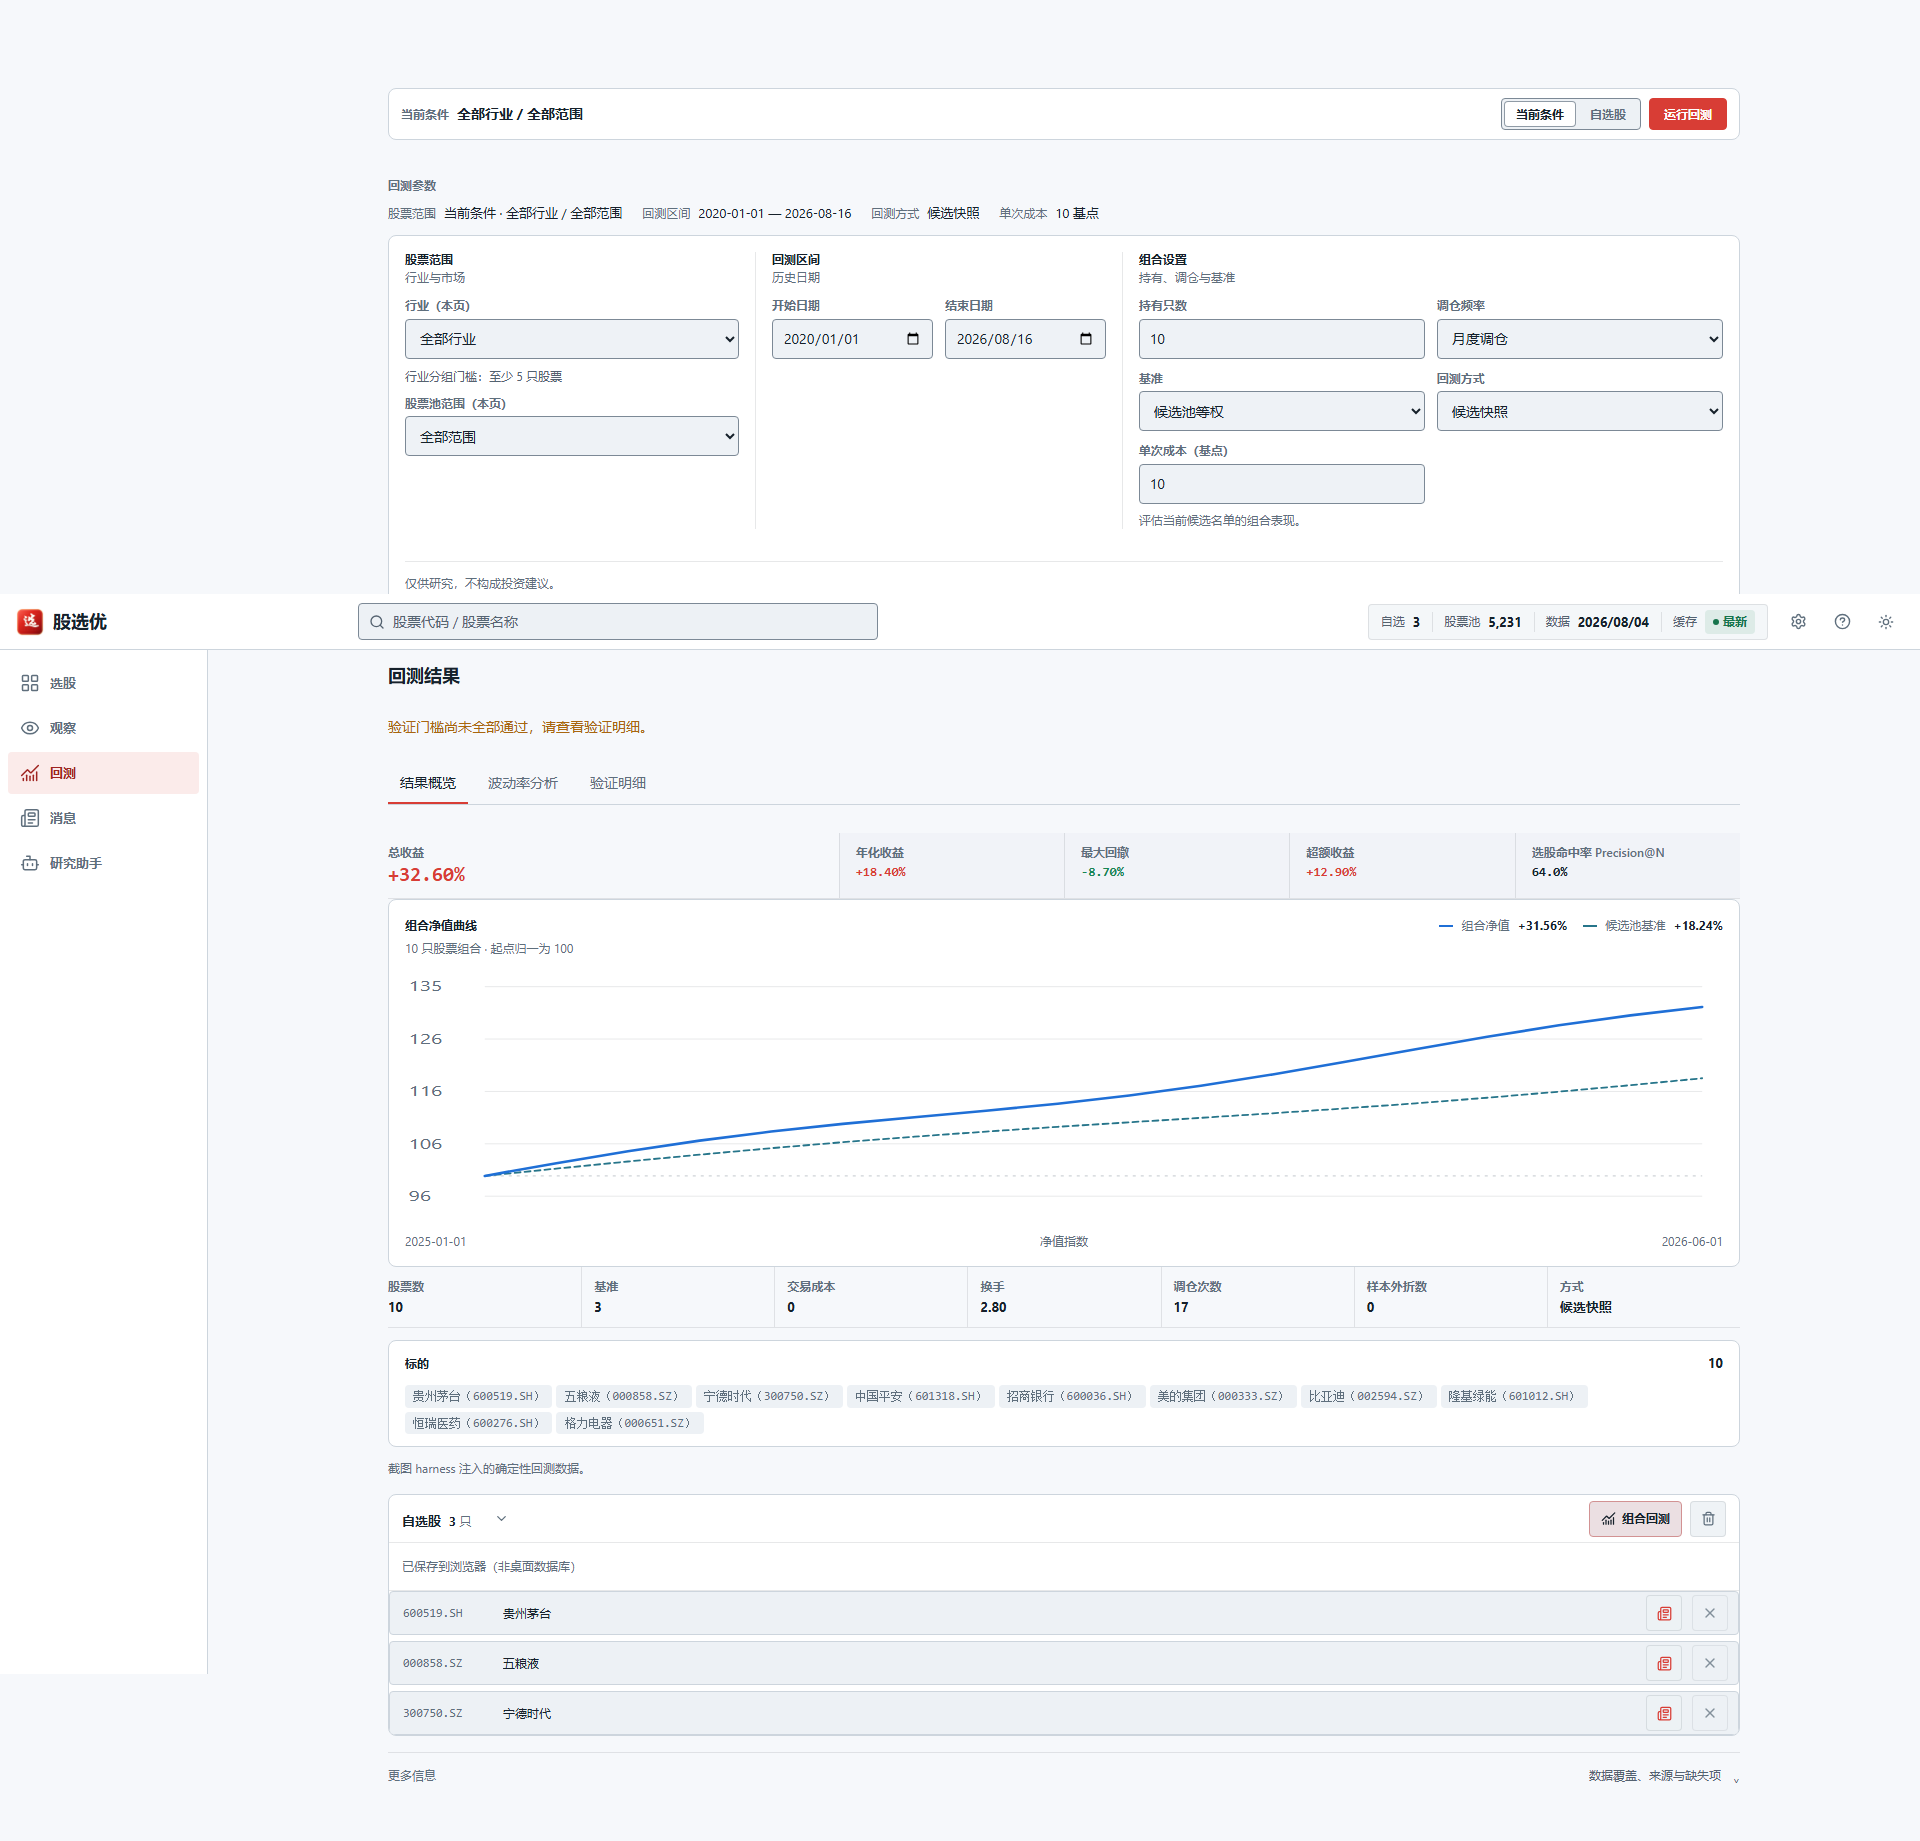 当前条件 全部行业 / 全部范围
当前条件 自选股 运行回测
回测参数
股票范围 当前条件 · 全部行业 / 全部范围 回测区间 2020-01-01 — 2026-08-16 回测方式 候选快照 单次成本 10 基点
股票范围
行业与市场
行业（本页）
全部行业
行业分组门槛：至少 5 只股票
股票池范围（本页）
全部范围
回测区间
历史日期
开始日期 结束日期
2020/01/01 2026/08/16
组合设置
持有、调仓与基准
持有只数 调仓频率
10 月度调仓
基准 回测方式
候选池等权 候选快照
单次成本（基点）
10
评估当前候选名单的组合表现。
仅供研究，不构成投资建议。
选 股选优
股票代码 / 股票名称
自选 3 股票池 5,231 数据 2026/08/04 缓存 最新
选股
观察
回测
消息
研究助手
回测结果
验证门槛尚未全部通过，请查看验证明细。
结果概览 波动率分析 验证明细
总收益 年化收益 最大回撤 超额收益 选股命中率 Precision@N
+32.60% +18.40% -8.70% +12.90% 64.0%
组合净值曲线 组合净值 +31.56% 候选池基准 +18.24%
10 只股票组合 · 起点归一为 100
135
126
116
106
96
2025-01-01 净值指数 2026-06-01
股票数 基准 交易成本 换手 调仓次数 样本外折数 方式
10 3 0 2.80 17 0 候选快照
标的 10
贵州茅台（600519.SH） 五粮液（000858.SZ） 宁德时代（300750.SZ） 中国平安（601318.SH） 招商银行（600036.SH） 美的集团（000333.SZ） 比亚迪（002594.SZ） 隆基绿能（601012.SH）
恒瑞医药（600276.SH） 格力电器（000651.SZ）
截图 harness 注入的确定性回测数据。
自选股 3 只 组合回测
已保存到浏览器（非桌面数据库）
600519.SH 贵州茅台
000858.SZ 五粮液
300750.SZ 宁德时代
更多信息 数据覆盖、来源与缺失项